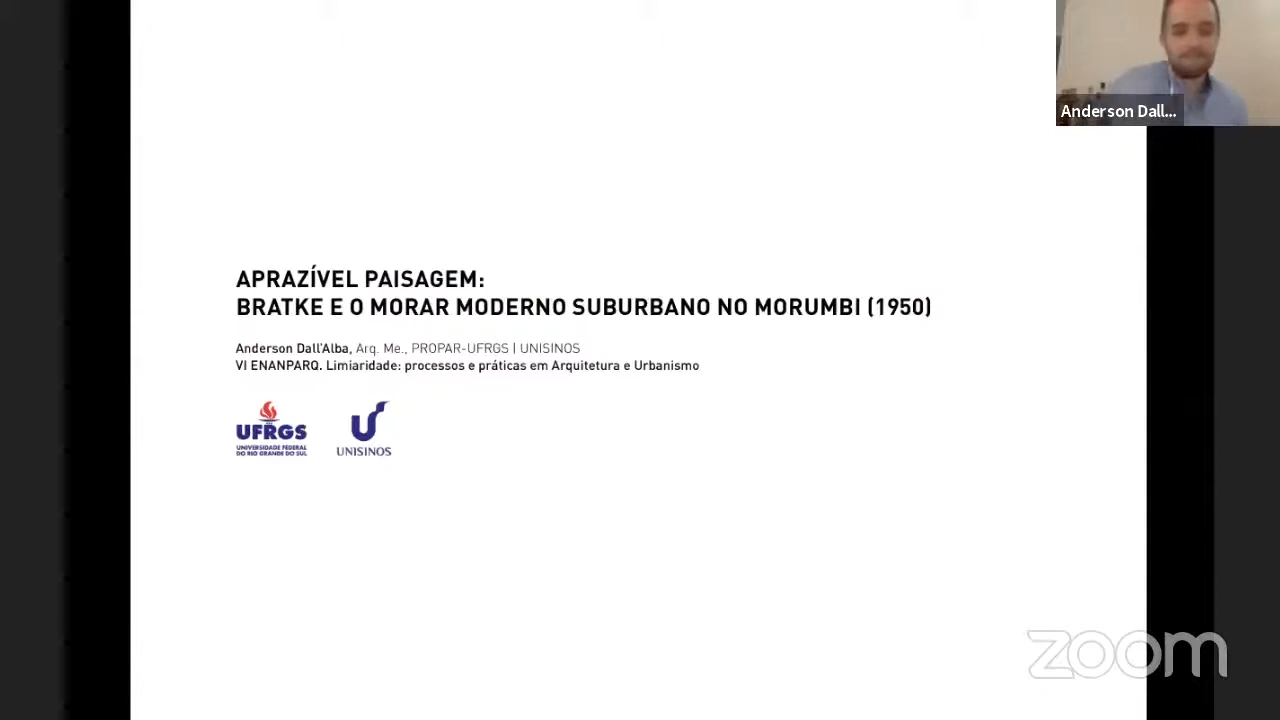 Anderson Dall...
APRAZÍVEL PAISAGEM:
BRATKE E O MORAR MODERNO SUBURBANO NO MORUMBI (1950)
Anderson Dall'Alba, Arq. Me., PROPAR-UFRGS | UNISINOS
VI ENANPARQ. Limiaridade: processos e práticas em Arquitetura e Urbanismo
UFRGS
UNIVERSIDADE FEDERAL
DO RIO GRANDE DO SUL
UNISINOS
zoom